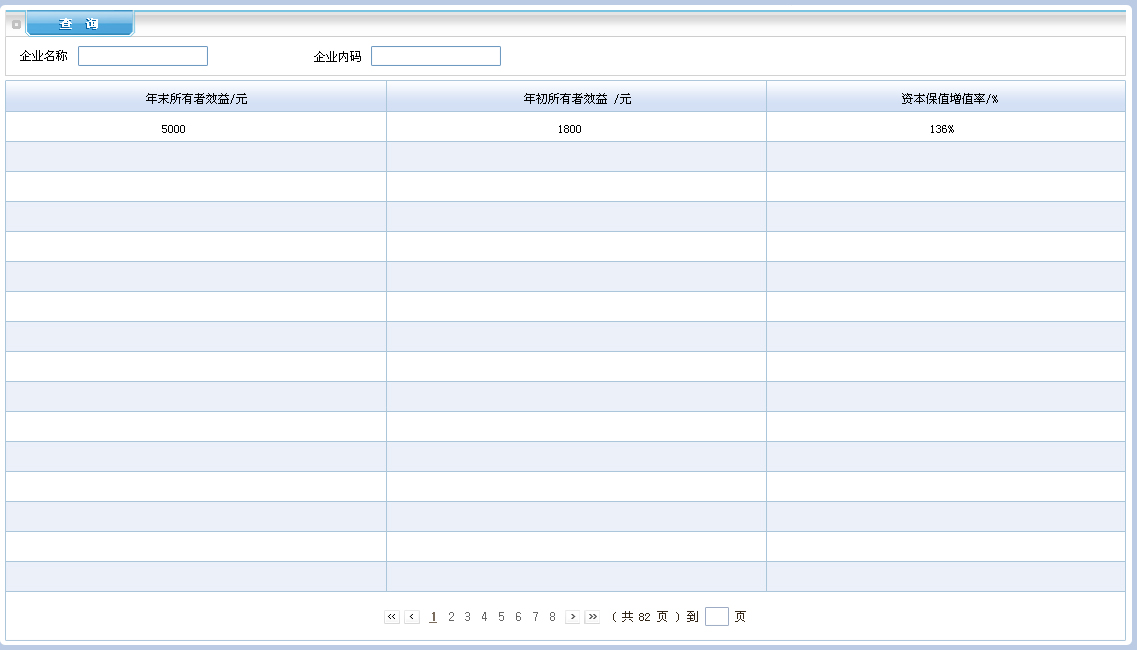 查 询
企业名称 企业内码
年末所有者效益/元 年初所有者效益 /元 资本保值增值率/%
5000 1800 136%
« ‹ 1 2 3 4 5 6 7 8 › » ( 共 82 页 ) 到 页